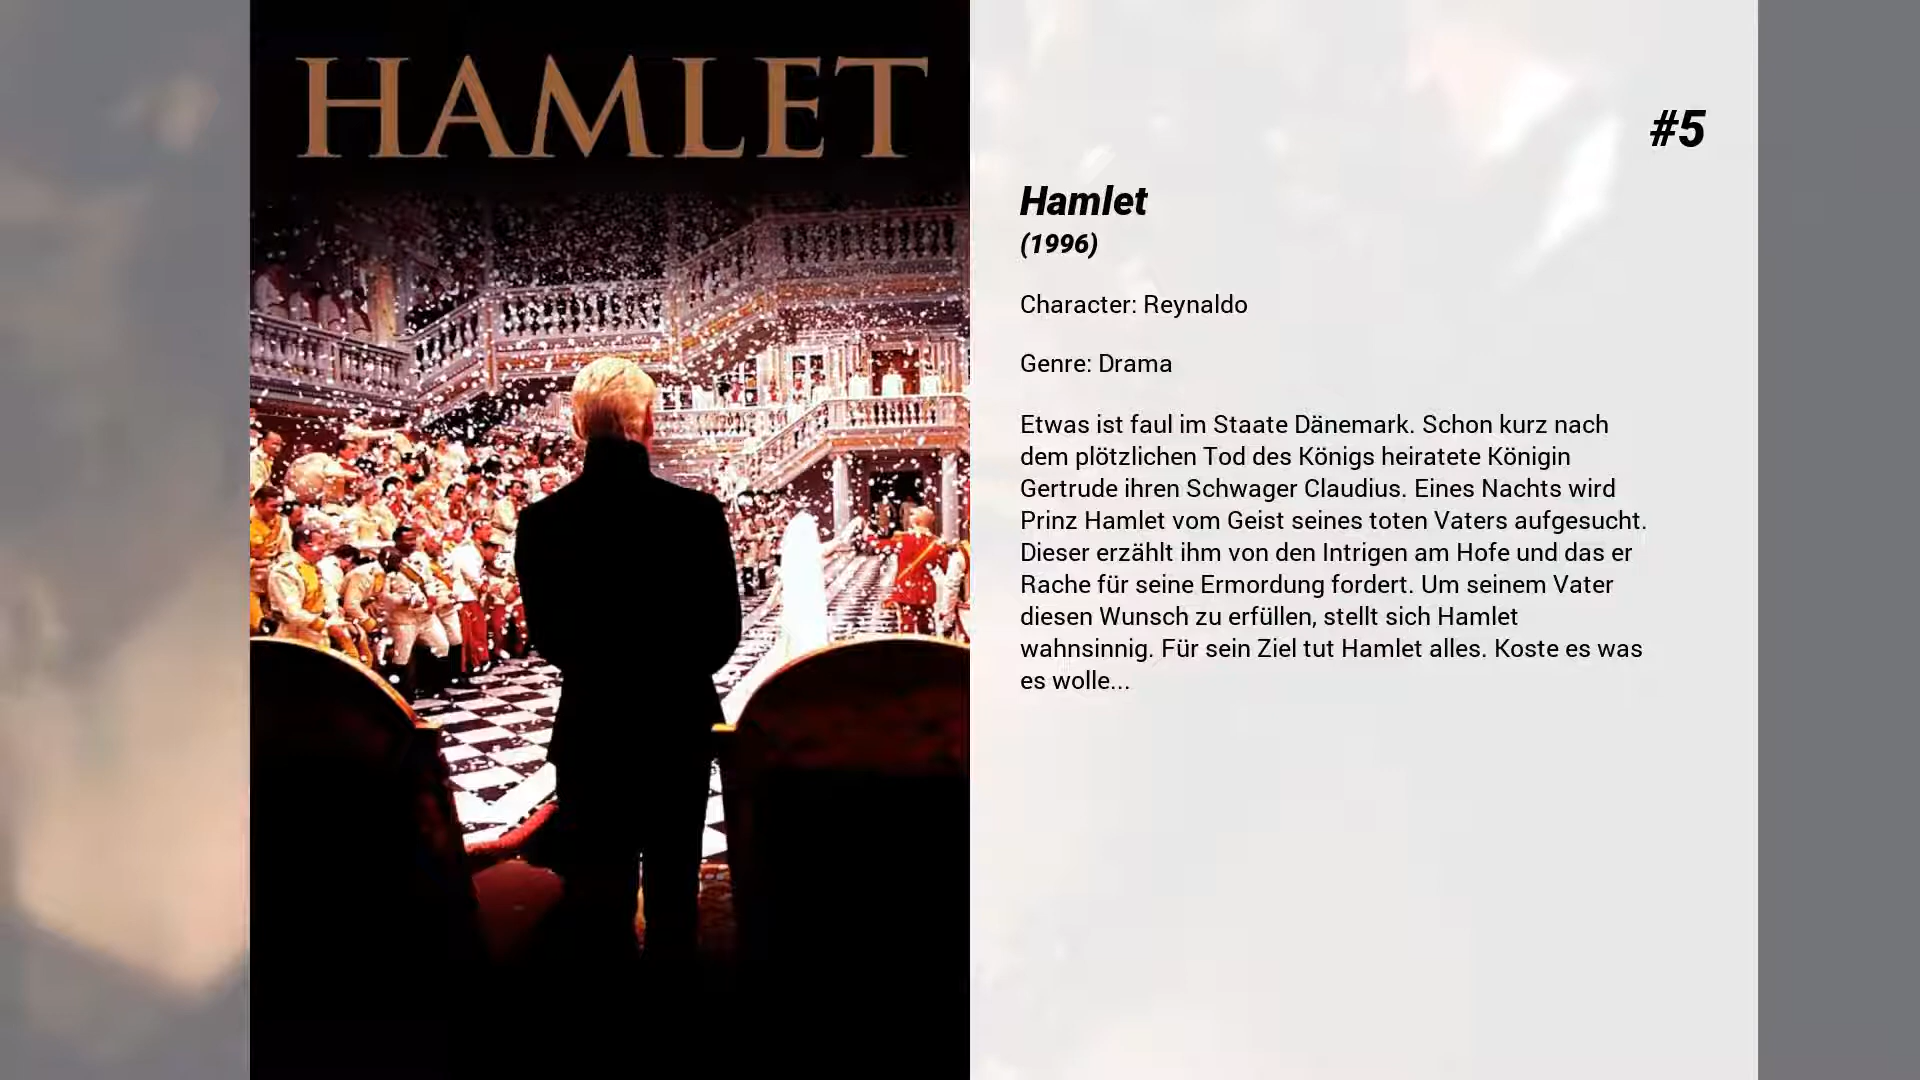 HAMLET
#5
Hamlet
(1996)
Character: Reynaldo
Genre: Drama
Etwas ist faul im Staate Dänemark. Schon kurz nach
dem plötzlichen Tod des Königs heiratete Königin
Gertrude ihren Schwager Claudius. Eines Nachts wird
Prinz Hamlet vom Geist seines toten Vaters aufgesucht.
Dieser erzählt ihm von den Intrigen am Hofe und das er
Rache für seine Ermordung fordert. Um seinem Vater
diesen Wunsch zu erfüllen, stellt sich Hamlet
wahnsinnig. Für sein Ziel tut Hamlet alles. Koste es was
es wolle...